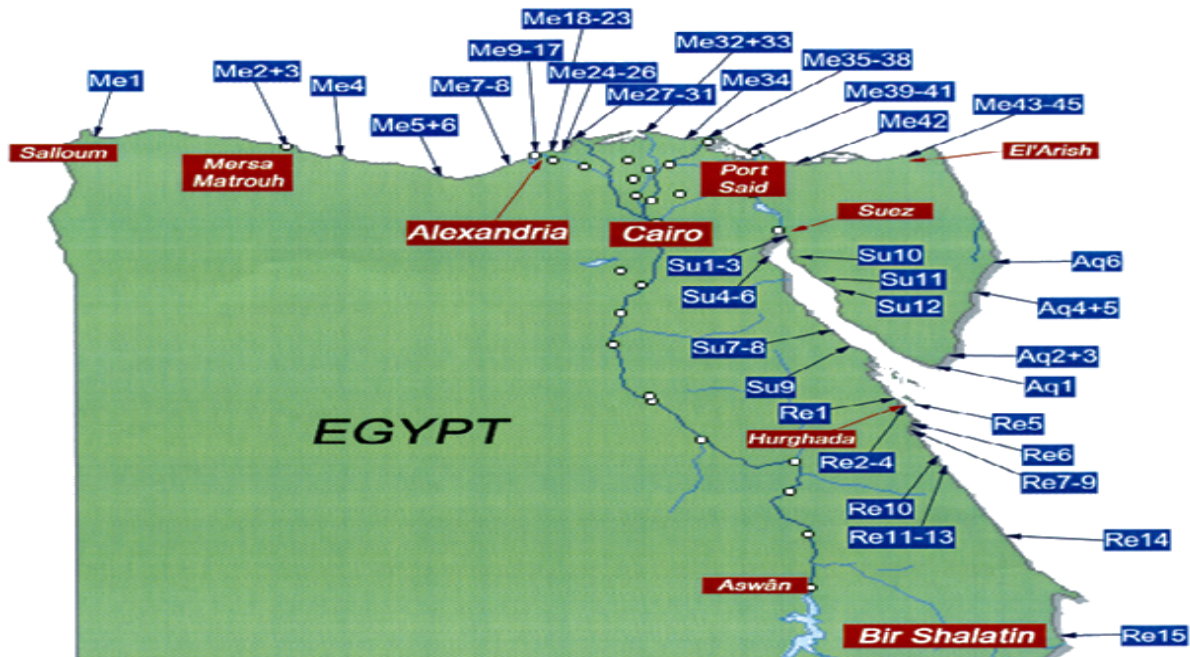 Me18-23
Me9-17
Me32+33
Me35-38
Me1
Me2+3
Me4
Me7-8
Me24-26
Me34
Me27-31
Me39-41
Me43-45
Me5+6
Me42
Salloum
Mersa
Matrouh
Port
Said
El'Arish
Alexandria
Cairo
Suez
Su1-3
Su10
Aq6
Su4-6
Su11
Su12
Aq4+5
Su7-8
Aq2+3
Su9
Aq1
Re1
Re5
EGYPT
Hurghada
Re6
Re2-4
Re7-9
Re10
Re11-13
Re14
Aswân
Bir Shalatin
Re15